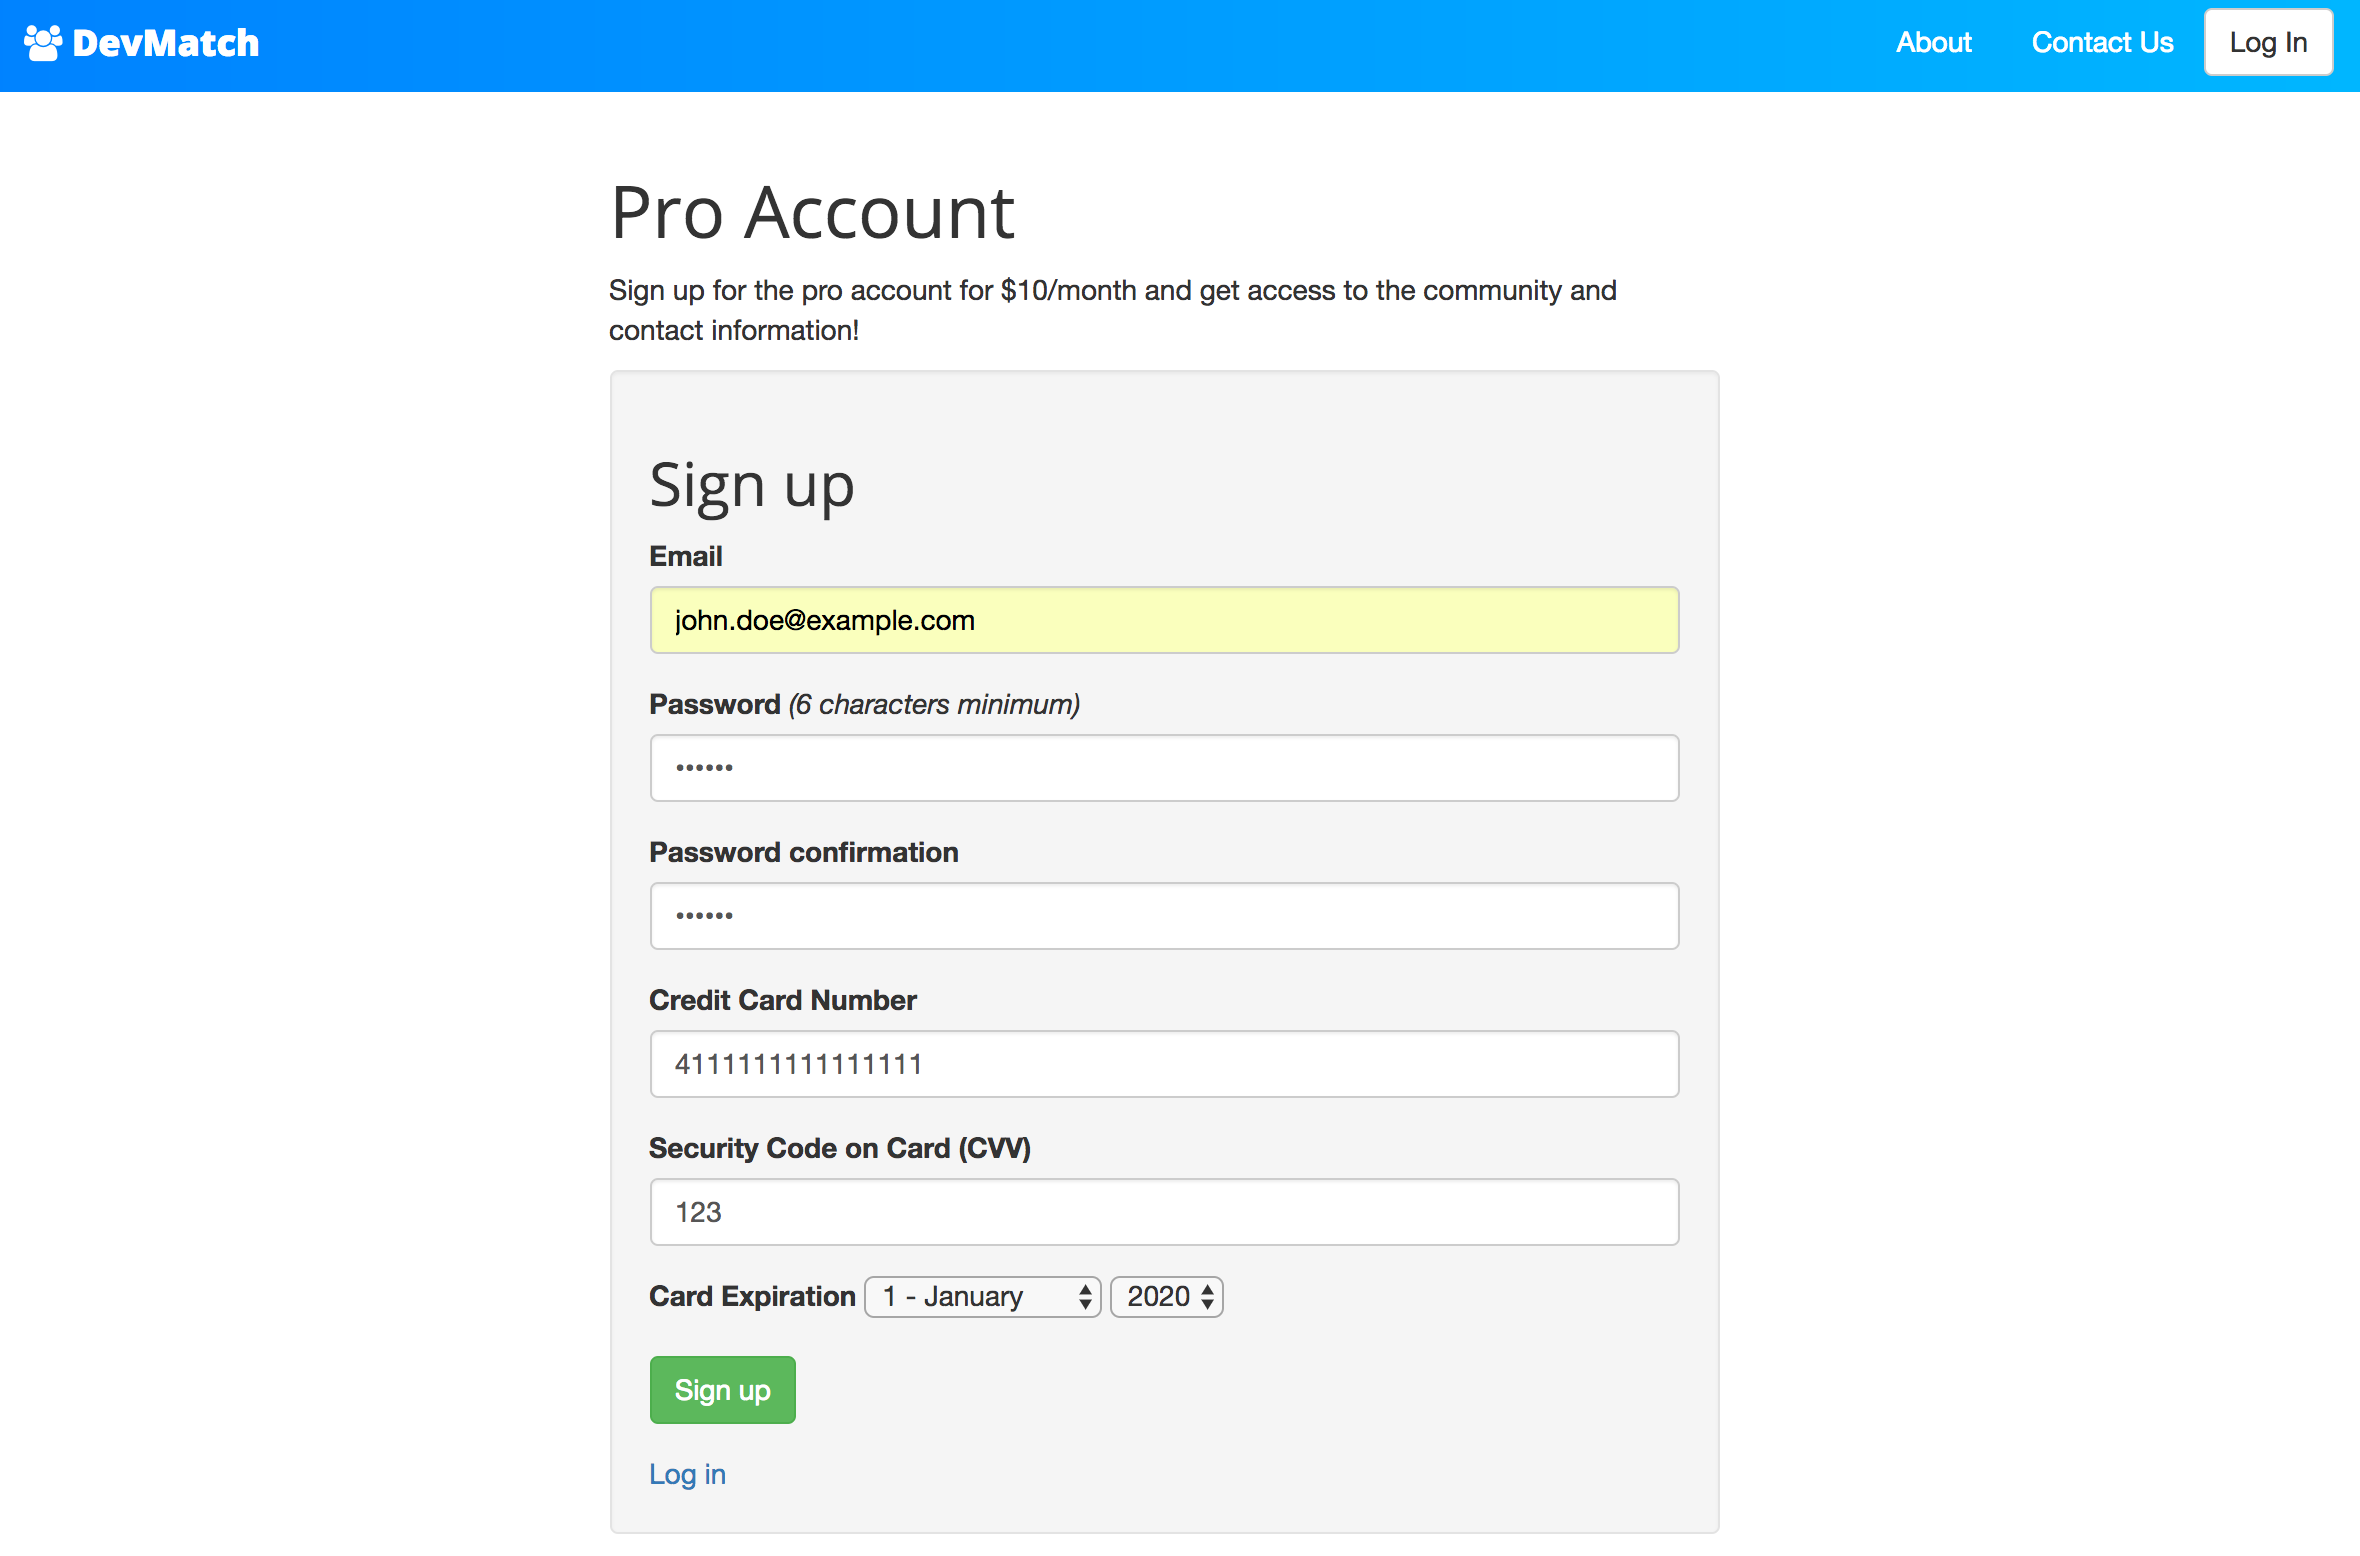 DevMatch
About
Contact Us
Log In
Pro Account
Sign up for the pro account for $10/month and get access to the community and
contact information!
Sign up
Email
john.doe@example.com
Password (6 characters minimum)
••••••
Password confirmation
••••••
Credit Card Number
4111111111111111
Security Code on Card (CVV)
123
Card Expiration 1 - January 2020
Sign up
Log in